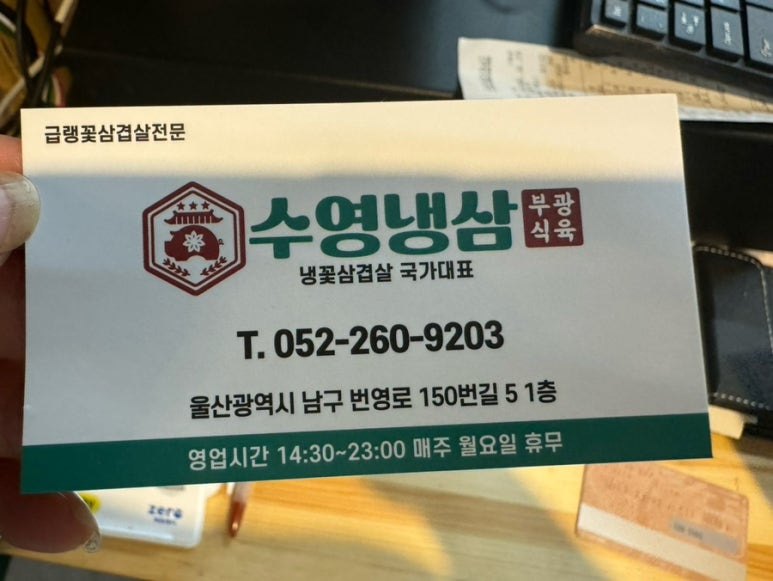 급랭꽃삼겹살전문
수영냉삼
부광
식육
냉꽃삼겹살 국가대표
T. 052-260-9203
울산광역시 남구 번영로 150번길 5 1층
영업시간 14:30~23:00 매주 월요일 휴무
zero